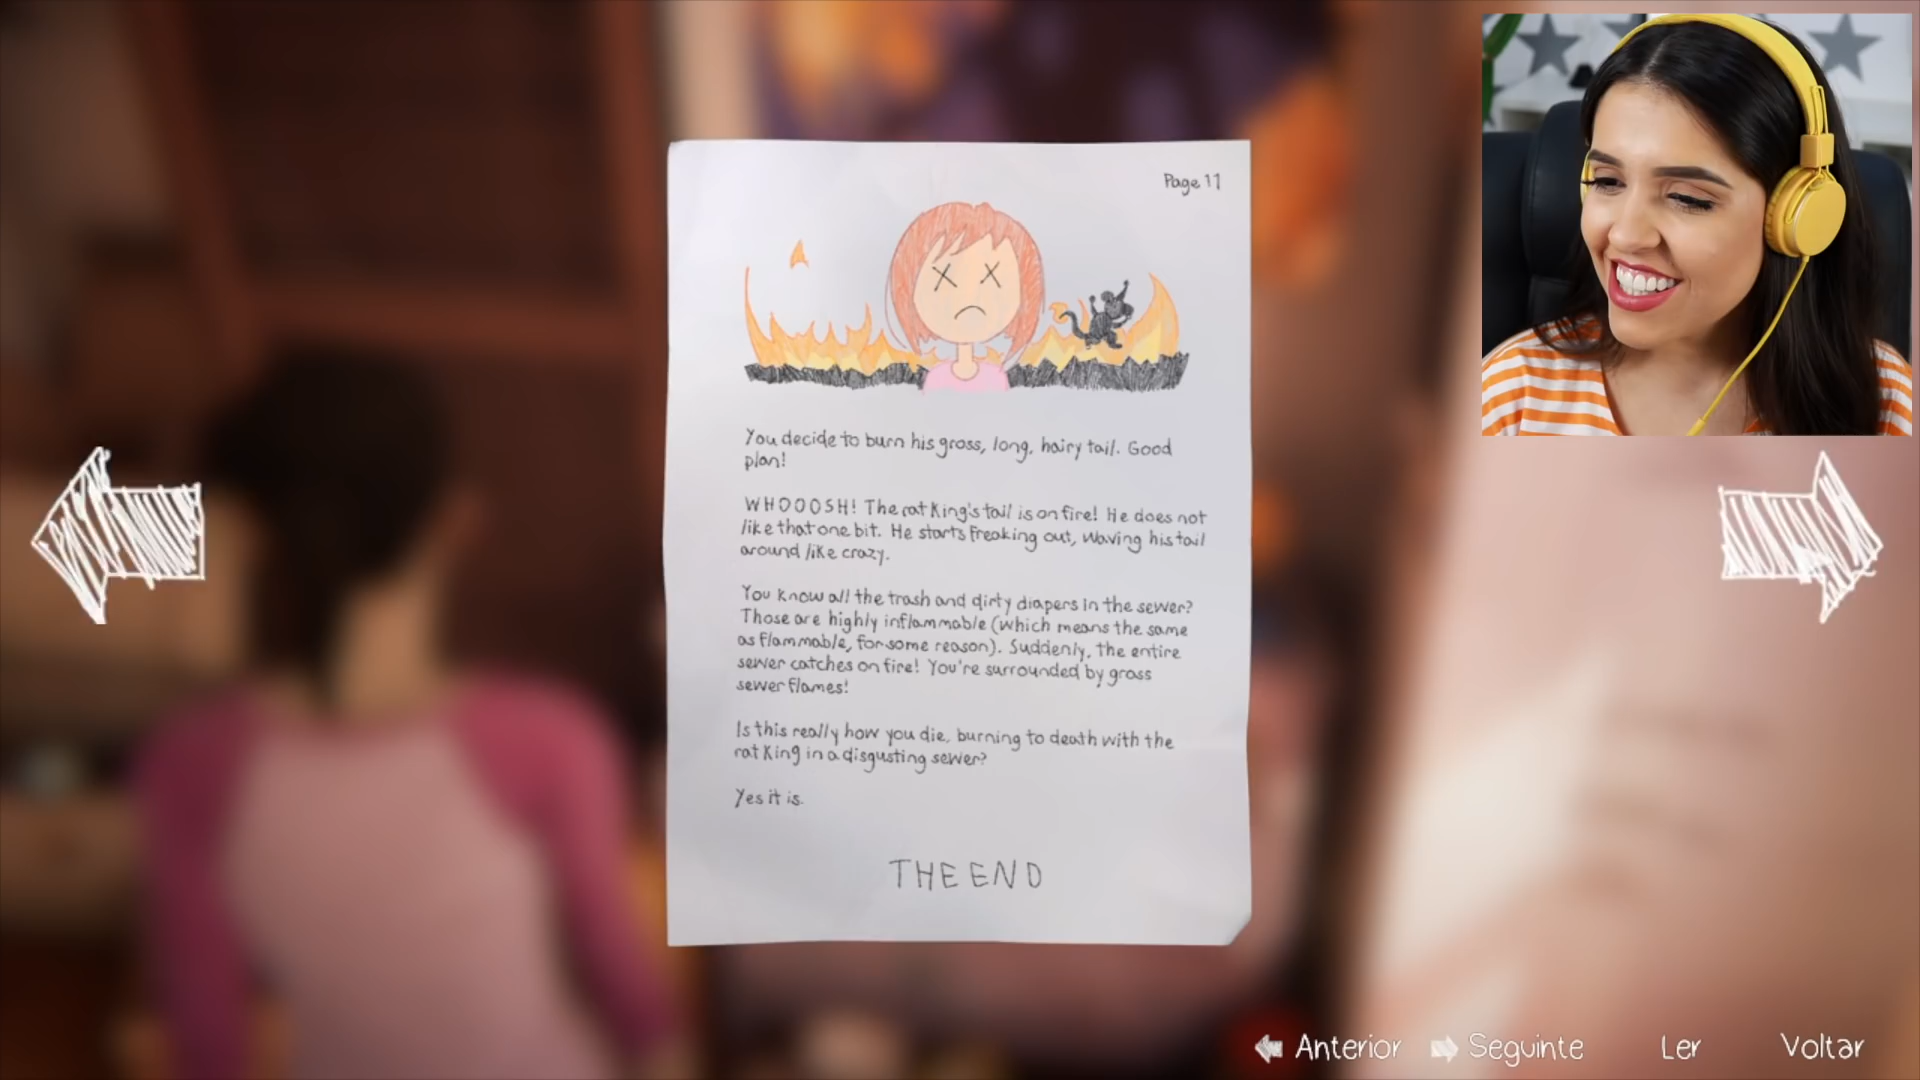 Page 11
You decide to burn his gross, long, hairy tail. Good
plan!
WHOOOSH! The rat King's tail is on fire! He does not
like that one bit. He starts freaking out, waving his tail
around like crazy.
You know all the trash and dirty diapers in the sewer?
Those are highly inflammable (which means the same
as flammable, for some reason). Suddenly, the entire
sewer catches on fire! You're surrounded by gross
sewer flames!
Is this really how you die, burning to death with the
rat King in a disgusting sewer?
Yes it is.
THE END
Anterior Seguinte Ler Voltar